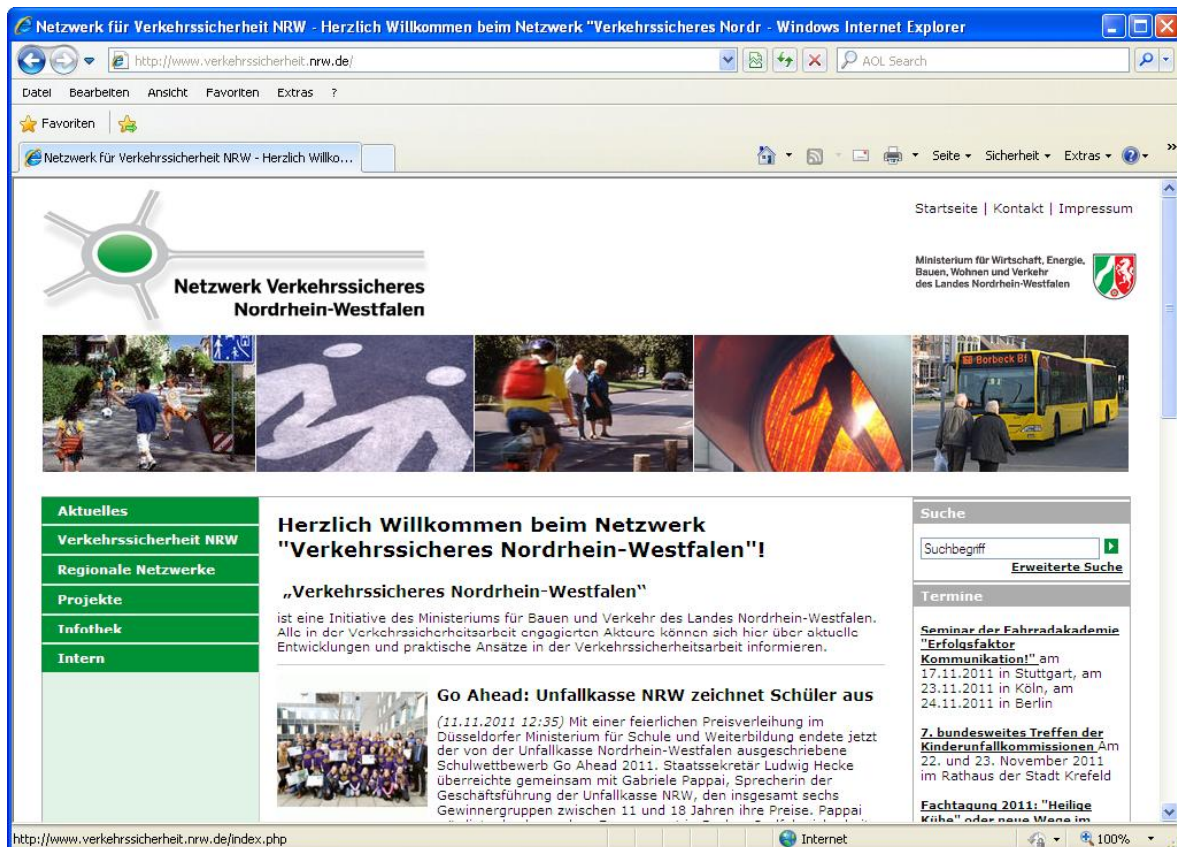 Netzwerk für Verkehrssicherheit NRW - Herzlich Willkommen beim Netzwerk "Verkehrssicheres Nordr - Windows Internet Explorer
http://www.verkehrssicherheit.nrw.de/
AOL Search
Datei Bearbeiten Ansicht Favoriten Extras ?
Favoriten
Netzwerk für Verkehrssicherheit NRW - Herzlich Willko...
Seite Sicherheit Extras
Startseite | Kontakt | Impressum
Netzwerk Verkehrssicheres
Nordrhein-Westfalen
Ministerium für Wirtschaft, Energie,
Bauen, Wohnen und Verkehr
des Landes Nordrhein-Westfalen
Borbeck Bf
Aktuelles
Verkehrssicherheit NRW
Regionale Netzwerke
Projekte
Infothek
Intern
Herzlich Willkommen beim Netzwerk
"Verkehrssicheres Nordrhein-Westfalen"!
„Verkehrssicheres Nordrhein-Westfalen“
ist eine Initiative des Ministeriums für Bauen und Verkehr des Landes Nordrhein-Westfalen.
Alle in der Verkehrssicherheitsarbeit engagierten Akteure können sich hier über aktuelle
Entwicklungen und praktische Ansätze in der Verkehrssicherheitsarbeit informieren.
Go Ahead: Unfallkasse NRW zeichnet Schüler aus
(11.11.2011 12:35) Mit einer feierlichen Preisverleihung im
Düsseldorfer Ministerium für Schule und Weiterbildung endete jetzt
der von der Unfallkasse Nordrhein-Westfalen ausgeschriebene
Schulwettbewerb Go Ahead 2011. Staatssekretär Ludwig Hecke
überreichte gemeinsam mit Gabriele Pappai, Sprecherin der
Geschäftsführung der Unfallkasse NRW, den insgesamt sechs
Gewinnergruppen zwischen 11 und 18 Jahren ihre Preise. Pappai
Suche
Suchbegriff
Erweiterte Suche
Termine
Seminar der Fahrradakademie
"Erfolgsfaktor
Kommunikation!" am
17.11.2011 in Stuttgart, am
23.11.2011 in Köln, am
24.11.2011 in Berlin
7. bundesweites Treffen der
Kinderunfallkommissionen Am
22. und 23. November 2011
im Rathaus der Stadt Krefeld
Fachtagung 2011: "Heilige
Kühe" oder neue Wege im
http://www.verkehrssicherheit.nrw.de/index.php
Internet
100%